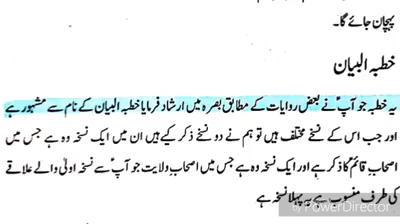 پہچان جائے گا۔
خطبہ البیان
یہ خطبہ جو آپؑ نے بعض روایات کے مطابق بصرہ میں ارشاد فرمایا خطبہ البیان کے نام سے مشہور ہے
اور جب اس کے نسخے مختلف ہیں تو ہم نے دو نسخے ذکر کیے ہیں ان میں ایک نسخہ وہ ہے جس میں
اصحاب قائمؑ کا ذکر ہے اور ایک نسخہ وہ ہے جس میں اصحاب ولایت جو آپؑ سے نسخہ اولیٰ والے علاقے
کی طرف منسوب ہے یہ پہلا نسخہ ہے
PowerDirector